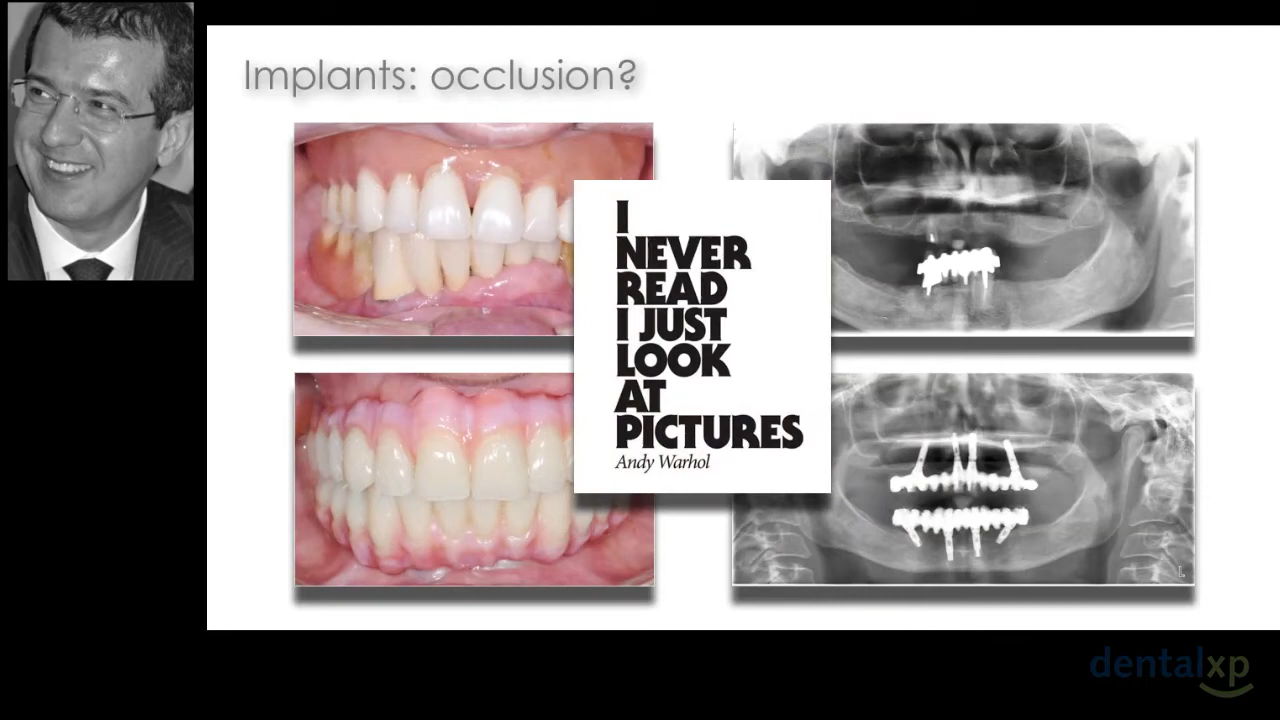 Implants: occlusion?
I
NEVER
READ
I JUST
LOOK
AT
PICTURES
Andy Warhol
L
dentalxp